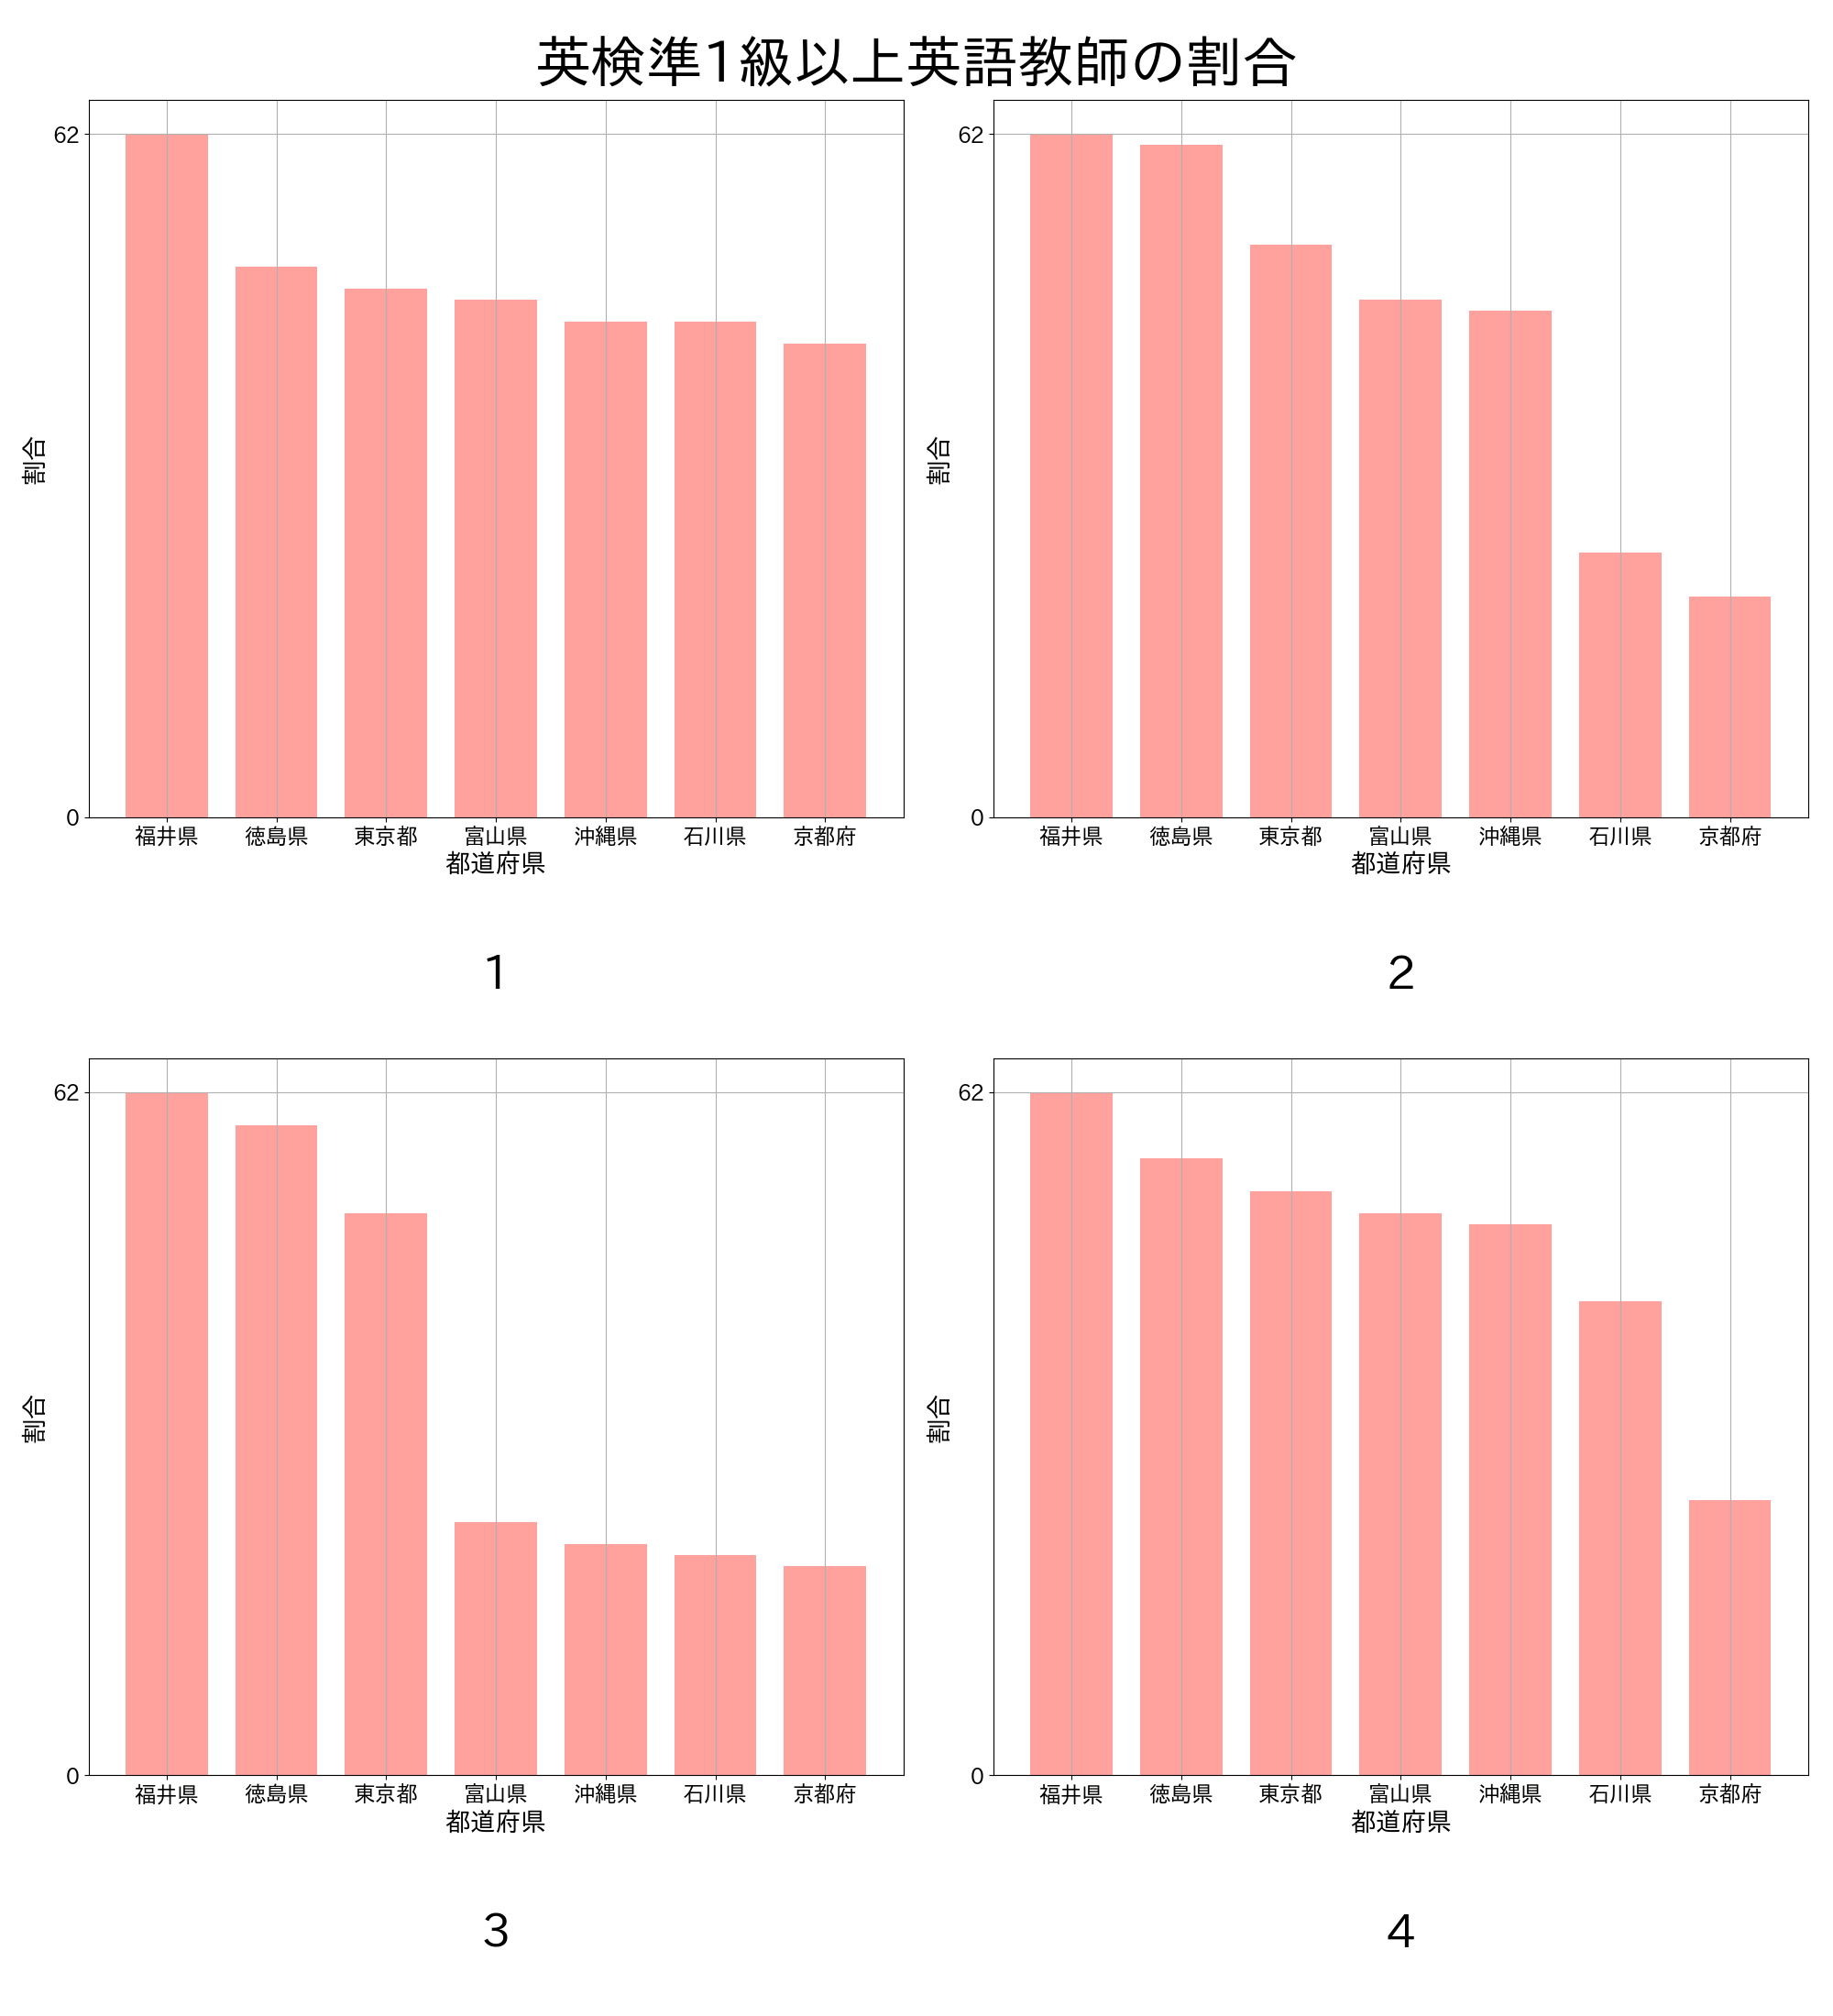 英検準1級以上英語教師の割合
62
0
割合
福井県 徳島県 東京都 富山県 沖縄県 石川県 京都府
都道府県
1
62
0
割合
福井県 徳島県 東京都 富山県 沖縄県 石川県 京都府
都道府県
2
62
0
割合
福井県 徳島県 東京都 富山県 沖縄県 石川県 京都府
都道府県
3
62
0
割合
福井県 徳島県 東京都 富山県 沖縄県 石川県 京都府
都道府県
4